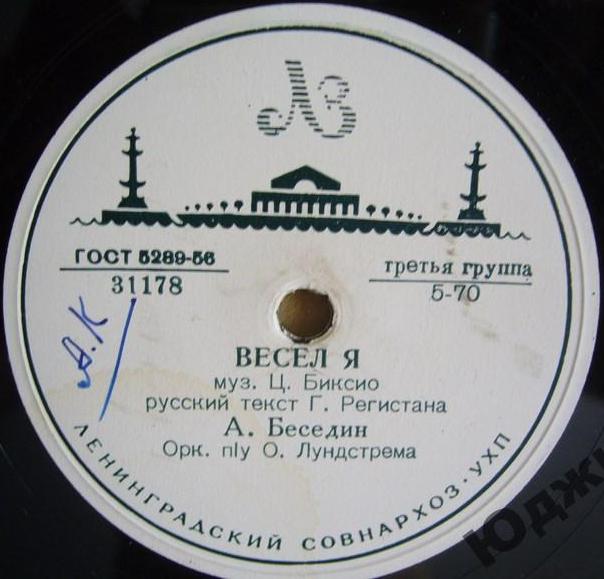 ЛЗ
ГОСТ 5289-56
31178
третья группа
5-70
А.К
ВЕСЕЛ Я
муз. Ц. Биксио
русский текст Г. Регистана
А. Беседин
Орк. п/у О. Лундстрема
ЛЕНИНГРАДСКИЙ СОВНАРХОЗ · УХП